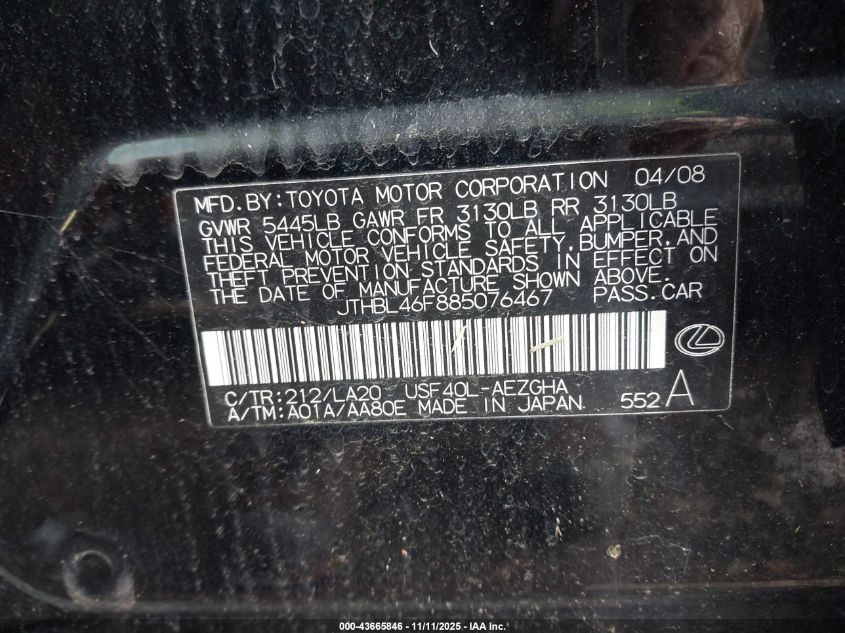 MFD. BY: TOYOTA MOTOR CORPORATION 04/08
GVWR 5445LB GAWR FR 3130LB RR 3130LB
THIS VEHICLE CONFORMS TO ALL APPLICABLE
FEDERAL MOTOR VEHICLE SAFETY, BUMPER, AND
THEFT PREVENTION STANDARDS IN EFFECT ON
THE DATE OF MANUFACTURE SHOWN ABOVE.
JTHBL46F885076467 PASS. CAR
C/TR: 212/LA20 USF40L-AEZGHA
A/TM: A01A/AA80E MADE IN JAPAN 552 A
000-43665846 - 11/11/2025 - IAA Inc.